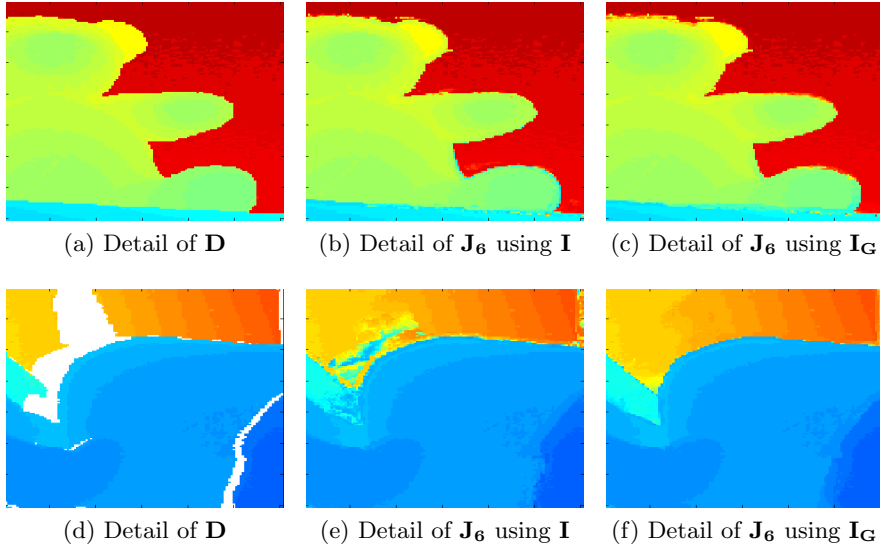 (a) Detail of D
(b) Detail of J6 using I
(c) Detail of J6 using IG
(d) Detail of D
(e) Detail of J6 using I
(f) Detail of J6 using IG